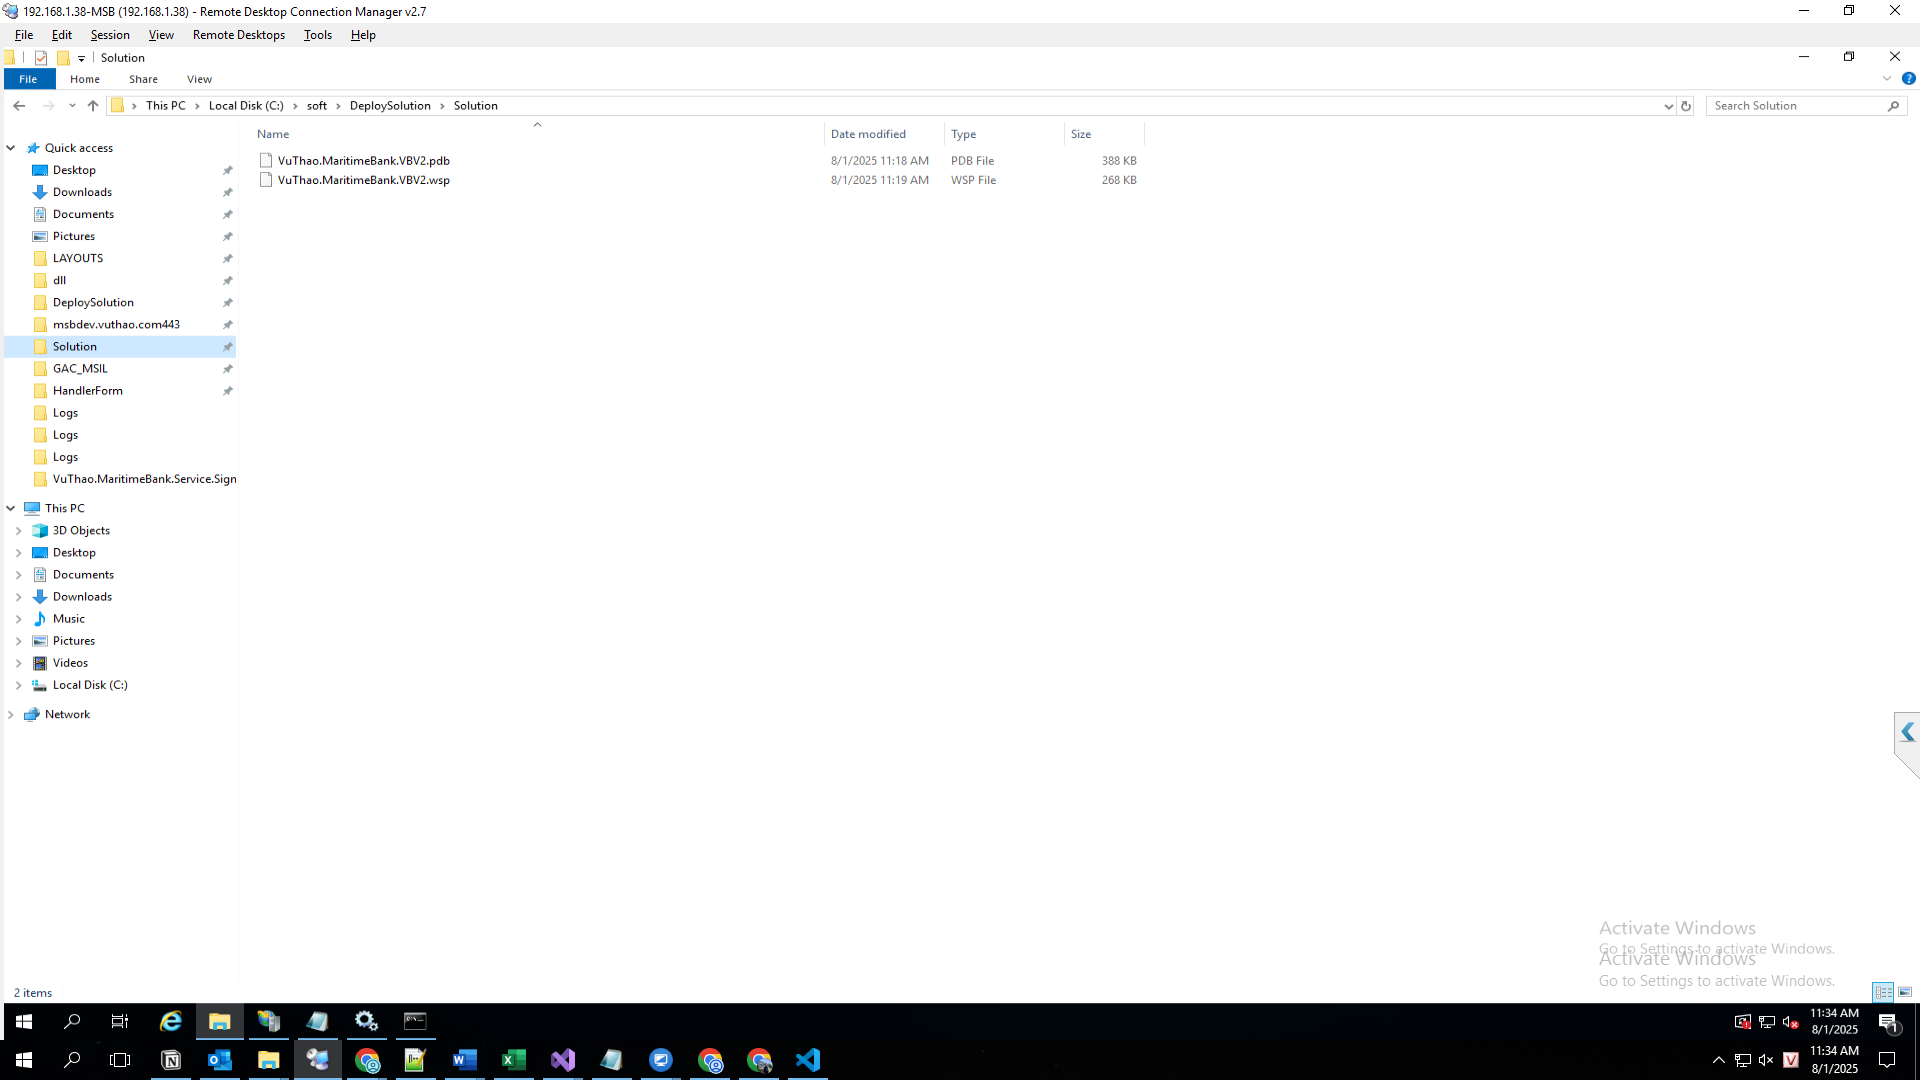 192.168.1.38-MSB (192.168.1.38) - Remote Desktop Connection Manager v2.7
File Edit Session View Remote Desktops Tools Help
Solution
File Home Share View
This PC Local Disk (C:) soft DeploySolution Solution
Search Solution
Name Date modified Type Size
VuThao.MaritimeBank.VBV2.pdb 8/1/2025 11:18 AM PDB File 388 KB
VuThao.MaritimeBank.VBV2.wsp 8/1/2025 11:19 AM WSP File 268 KB
Quick access
Desktop
Downloads
Documents
Pictures
LAYOUTS
dll
DeploySolution
msbdev.vuthao.com443
Solution
GAC_MSIL
HandlerForm
Logs
Logs
Logs
VuThao.MaritimeBank.Service.Sign
This PC
3D Objects
Desktop
Documents
Downloads
Music
Pictures
Videos
Local Disk (C:)
Network
Activate Windows
Go to Settings to activate Windows.
Activate Windows
Go to Settings to activate Windows.
2 items
11:34 AM
8/1/2025
1
11:34 AM
8/1/2025